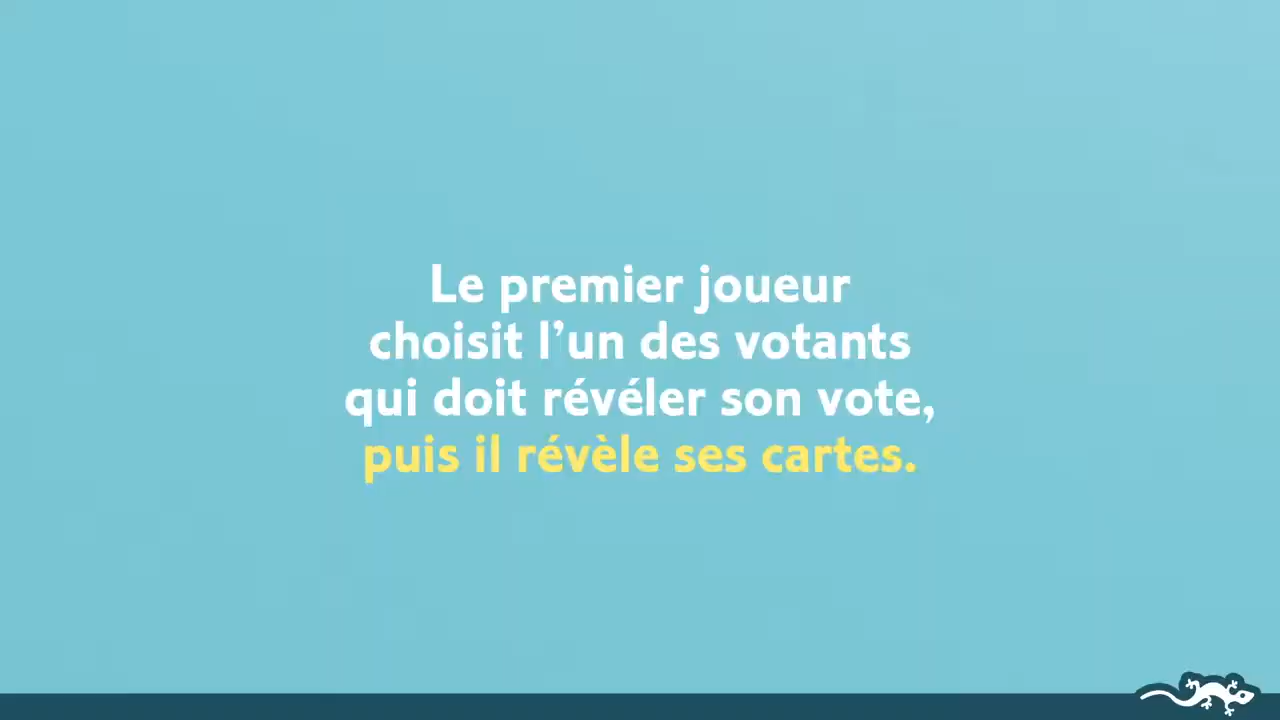 Le premier joueur
choisit l’un des votants
qui doit révéler son vote,
puis il révèle ses cartes.